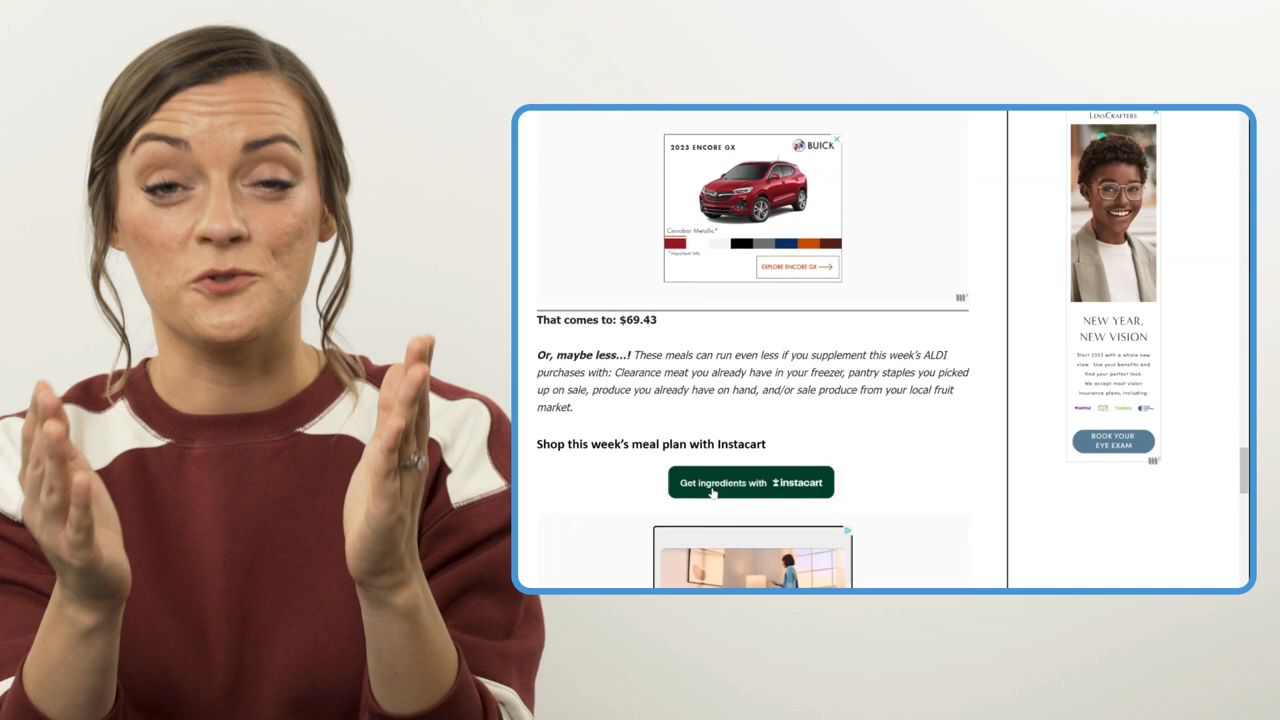 2023 ENCORE GX
BUICK
Cinnabar Metallic*
*Important Info
EXPLORE ENCORE GX
That comes to: $69.43
Or, maybe less...! These meals can run even less if you supplement this week's ALDI
purchases with: Clearance meat you already have in your freezer, pantry staples you picked
up on sale, produce you already have on hand, and/or sale produce from your local fruit
market.
Shop this week's meal plan with Instacart
Get ingredients with instacart
LENSCRAFTERS
NEW YEAR,
NEW VISION
Start 2023 with a whole new
view. Use your benefits and
find your perfect look.
We accept most vision
insurance plans, including:
BOOK YOUR
EYE EXAM